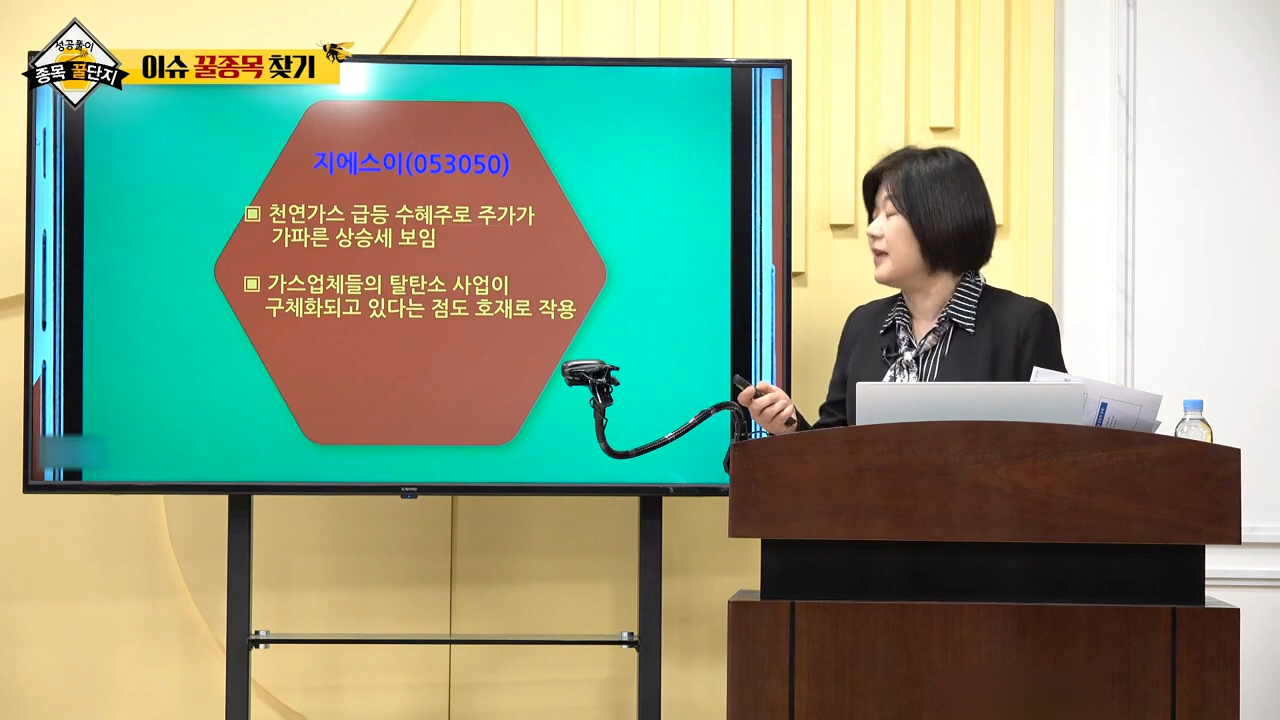 성공풀이
종목 꿀단지
이슈 꿀종목 찾기
지에스이(053050)
▣ 천연가스 급등 수혜주로 주가가
가파른 상승세 보임
▣ 가스업체들의 탈탄소 사업이
구체화되고 있다는 점도 호재로 작용